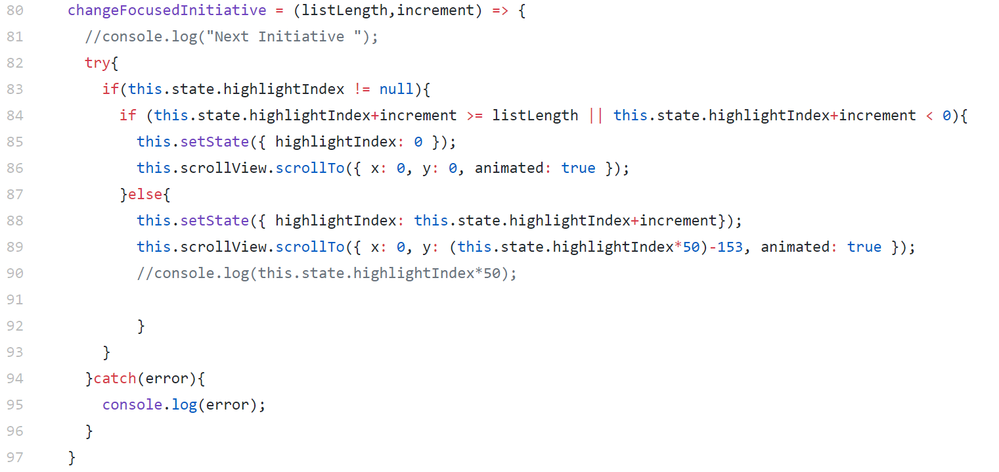 80 changeFocusedInitiative = (listLength,increment) => {
81 //console.log("Next Initiative ");
82 try{
83 if(this.state.highlightIndex != null){
84 if (this.state.highlightIndex+increment >= listLength || this.state.highlightIndex+increment < 0){
85 this.setState({ highlightIndex: 0 });
86 this.scrollView.scrollTo({ x: 0, y: 0, animated: true });
87 }else{
88 this.setState({ highlightIndex: this.state.highlightIndex+increment});
89 this.scrollView.scrollTo({ x: 0, y: (this.state.highlightIndex*50)-153, animated: true });
90 //console.log(this.state.highlightIndex*50);
91
92 }
93 }
94 }catch(error){
95 console.log(error);
96 }
97 }